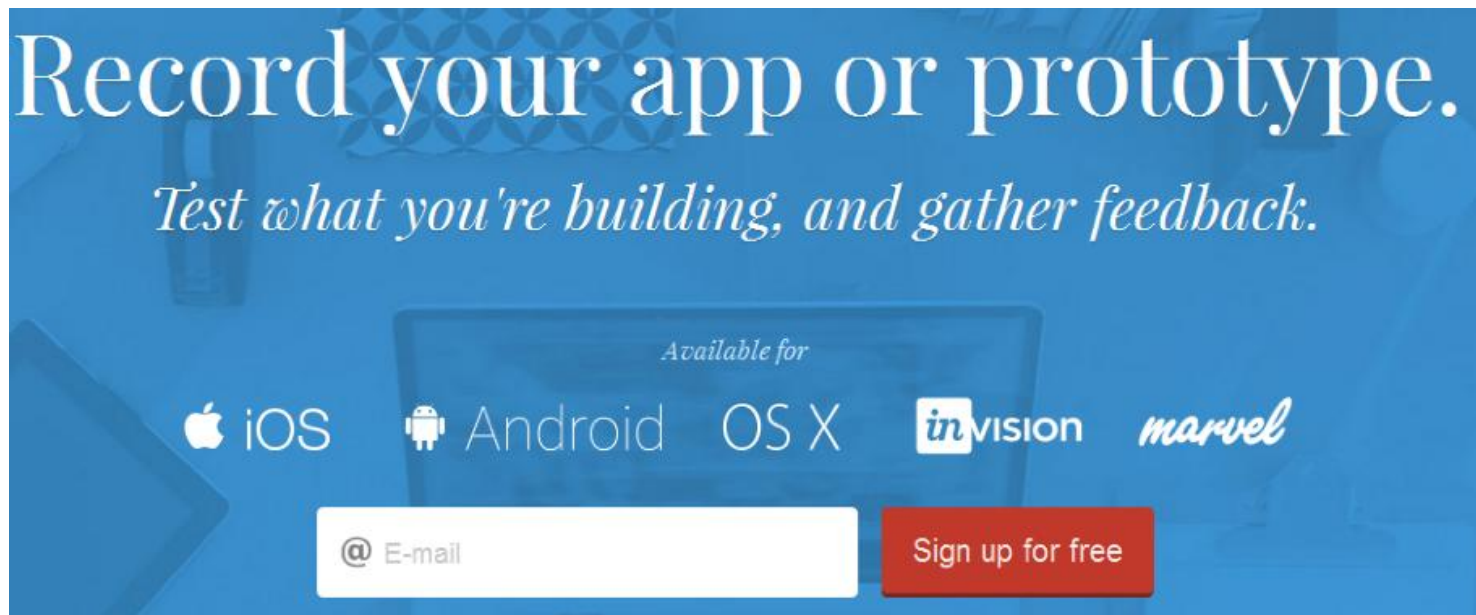 Record your app or prototype.
Test what you're building, and gather feedback.
Available for
iOS Android OS X invision marvel
@ E-mail Sign up for free